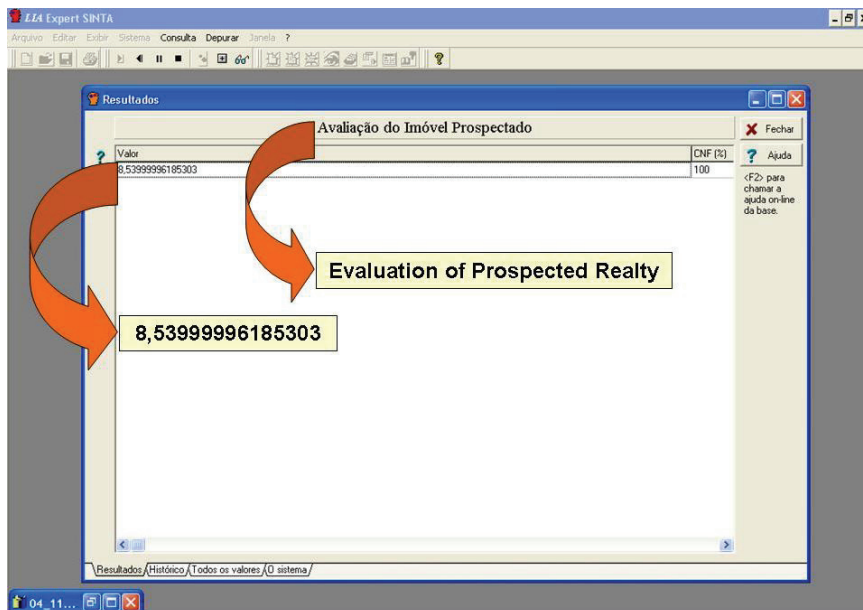 LIA Expert SINTA
Arquivo Editar Exibir Sistema Consulta Depurar Janela ?
Resultados
Avaliação do Imóvel Prospectado
Fechar
Valor CNF (%)
Ajuda
8,53999996185303 100
<F2> para
chamar a
ajuda on-line
da base.
Evaluation of Prospected Realty
8,53999996185303
Resultados Histórico Todos os valores O sistema
04_11...